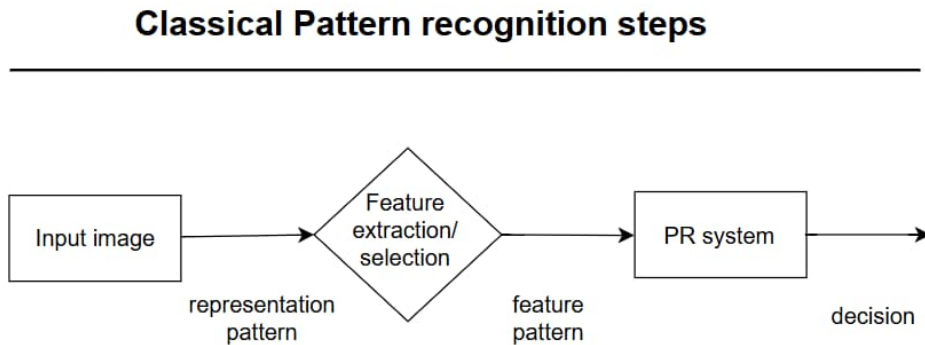 Classical Pattern recognition steps
Input image
Feature
extraction/
selection
PR system
representation
pattern
feature
pattern
decision